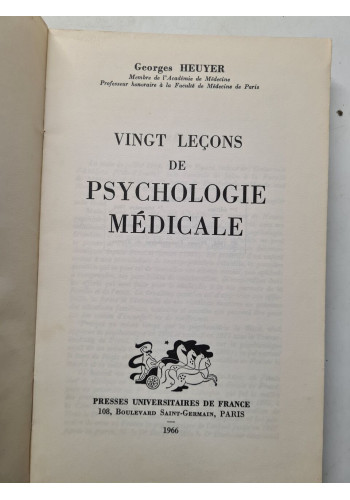 Georges HEUYER
Membre de l'Académie de Médecine
Professeur honoraire à la Faculté de Médecine de Paris
VINGT LEÇONS
DE
PSYCHOLOGIE
MÉDICALE
PRESSES UNIVERSITAIRES DE FRANCE
108, BOULEVARD SAINT-GERMAIN, PARIS
—
1966